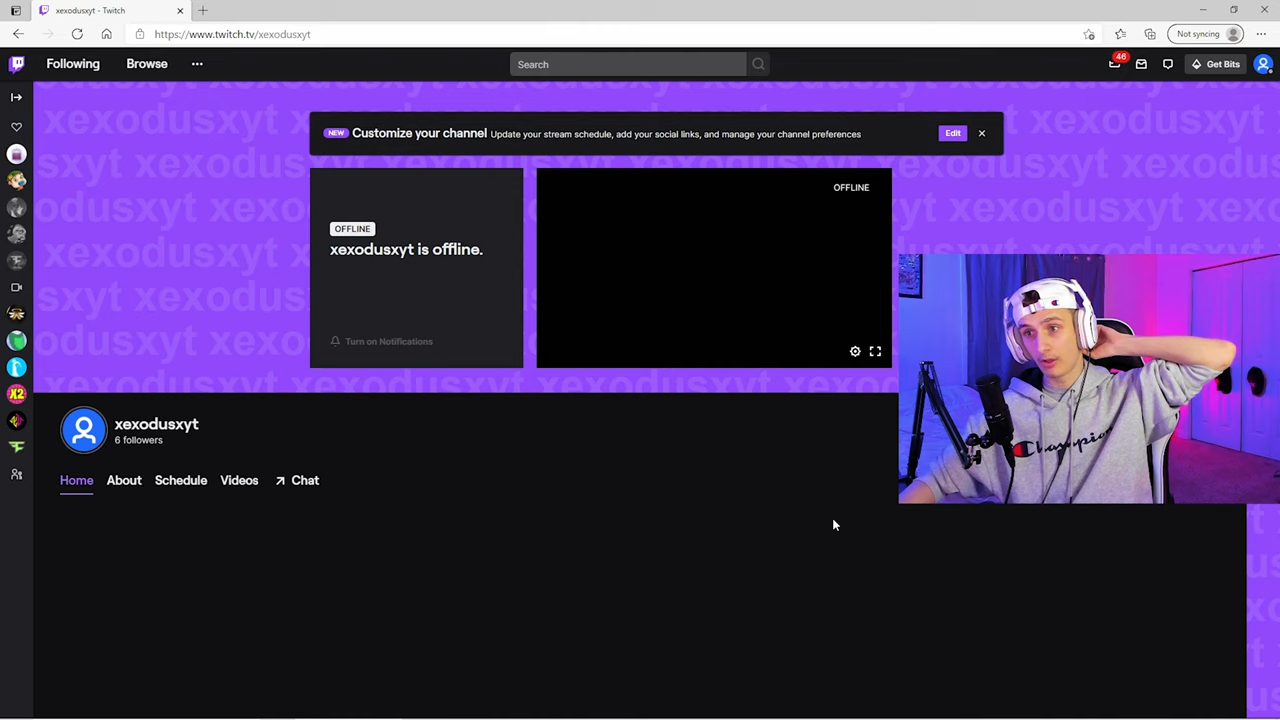 xexodusxyt - Twitch
https://www.twitch.tv/xexodusxyt
Not syncing
Following
Browse
Search
46
Get Bits
NEW Customize your channel Update your stream schedule, add your social links, and manage your channel preferences
Edit
OFFLINE
xexodusxyt is offline.
Turn on Notifications
OFFLINE
xexodusxyt
6 followers
Home
About
Schedule
Videos
Chat
X2
Champion